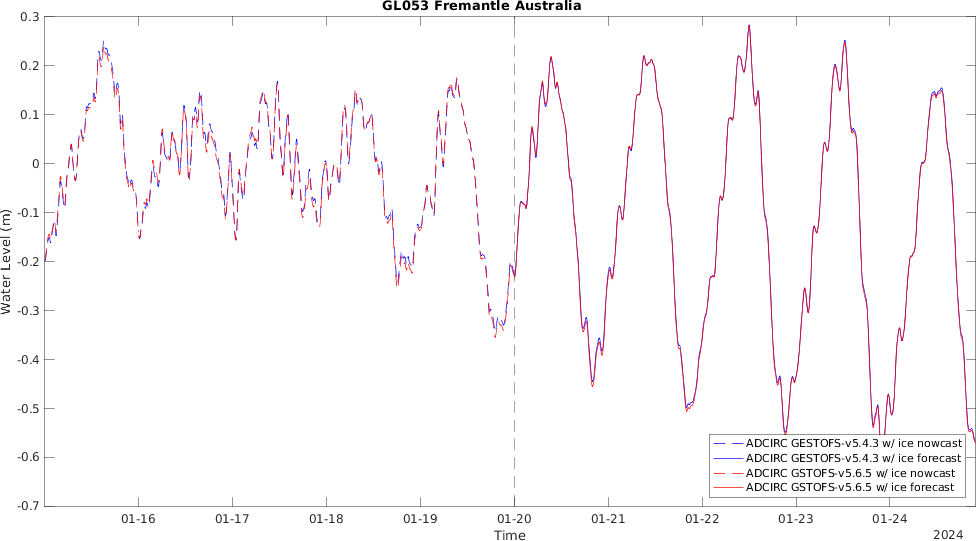 GL053 Fremantle Australia
0.3
0.2
0.1
0
-0.1
-0.2
-0.3
-0.4
-0.5
-0.6
-0.7
Water Level (m)
ADCIRC GESTOFS-v5.4.3 w/ ice nowcast
ADCIRC GESTOFS-v5.4.3 w/ ice forecast
ADCIRC GSTOFS-v5.6.5 w/ ice nowcast
ADCIRC GSTOFS-v5.6.5 w/ ice forecast
01-16 01-17 01-18 01-19 01-20 01-21 01-22 01-23 01-24
Time 2024